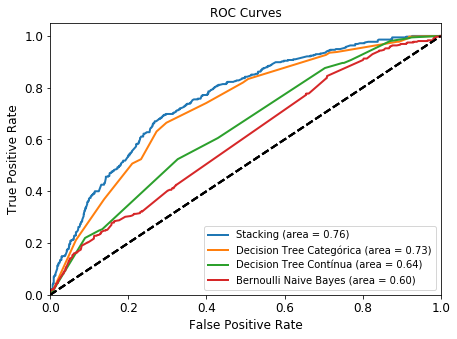 ROC Curves
True Positive Rate
1.0
0.8
0.6
0.4
0.2
0.0
Stacking (area = 0.76)
Decision Tree Categórica (area = 0.73)
Decision Tree Contínua (area = 0.64)
Bernoulli Naive Bayes (area = 0.60)
0.0 0.2 0.4 0.6 0.8 1.0
False Positive Rate